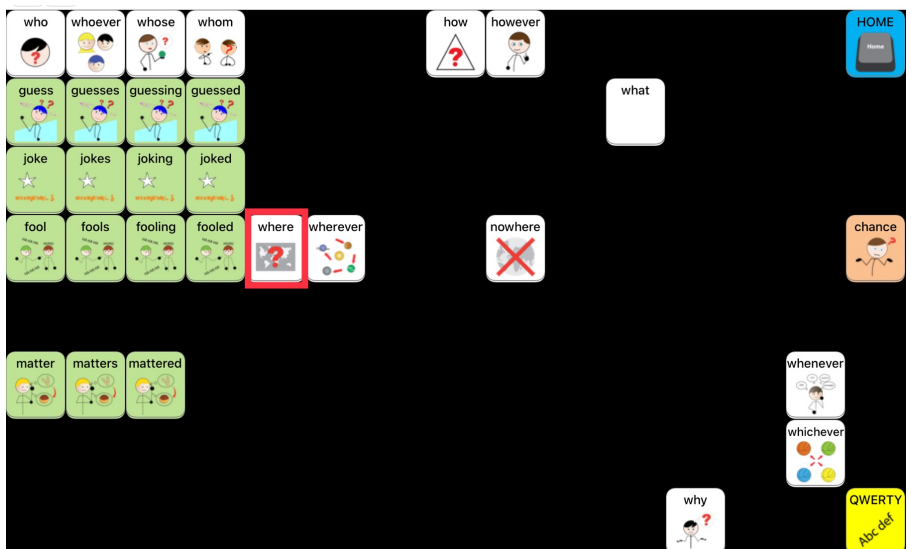 who whoever whose whom how however HOME
Home
guess guesses guessing guessed what
joke jokes joking joked
fool fools fooling fooled where wherever nowhere chance
matter matters mattered whenever
whichever
why QWERTY
Abc def